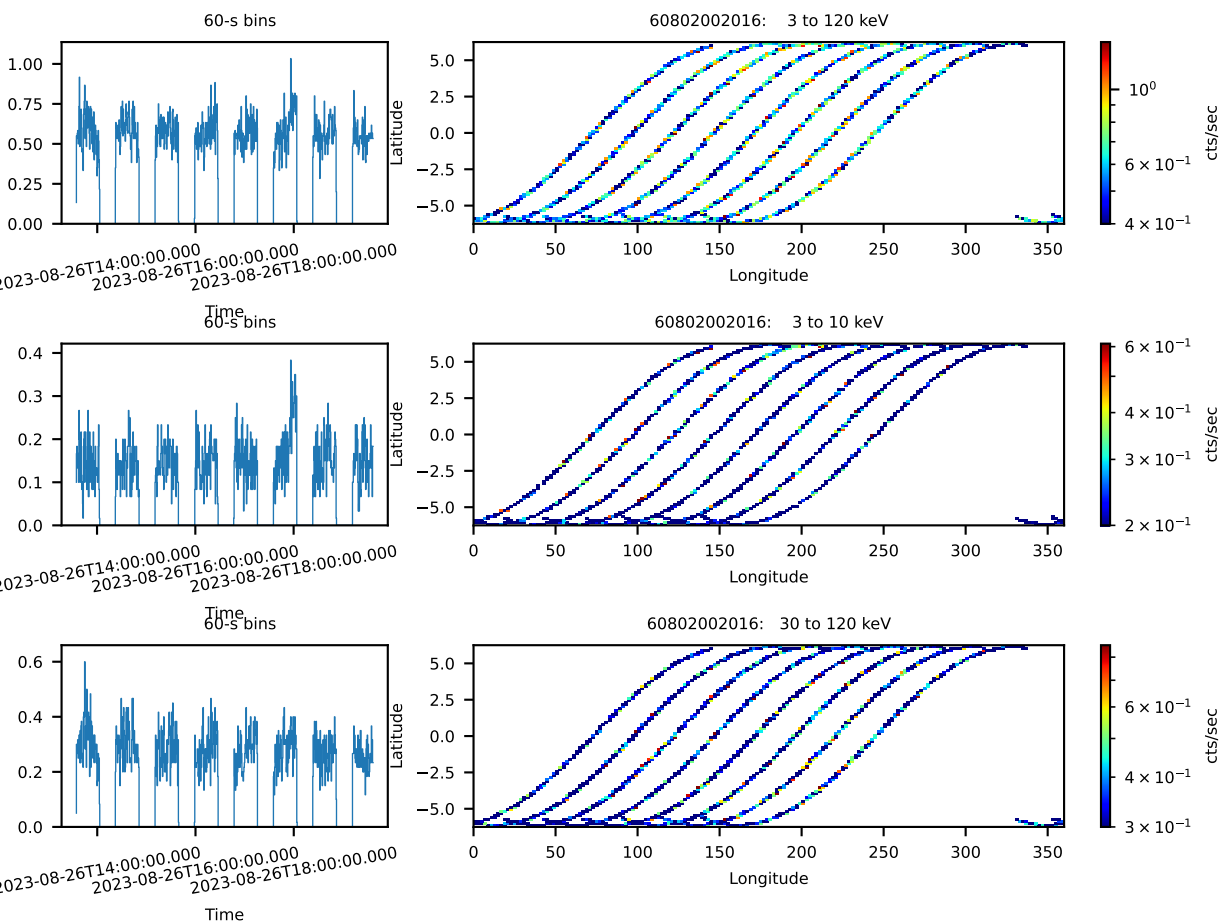 60-s bins
60802002016: 3 to 120 keV
1.00
0.75
0.50
0.25
0.00
2023-08-26T14:00:00.000
2023-08-26T16:00:00.000
2023-08-26T18:00:00.000
Time
Latitude
5.0
2.5
0.0
−2.5
−5.0
0 50 100 150 200 250 300 350
Longitude
10⁰
6 × 10⁻¹
4 × 10⁻¹
cts/sec
60-s bins
60802002016: 3 to 10 keV
0.4
0.3
0.2
0.1
0.0
2023-08-26T14:00:00.000
2023-08-26T16:00:00.000
2023-08-26T18:00:00.000
Time
Latitude
5.0
2.5
0.0
−2.5
−5.0
0 50 100 150 200 250 300 350
Longitude
6 × 10⁻¹
4 × 10⁻¹
3 × 10⁻¹
2 × 10⁻¹
cts/sec
60-s bins
60802002016: 30 to 120 keV
0.6
0.4
0.2
0.0
2023-08-26T14:00:00.000
2023-08-26T16:00:00.000
2023-08-26T18:00:00.000
Time
Latitude
5.0
2.5
0.0
−2.5
−5.0
0 50 100 150 200 250 300 350
Longitude
6 × 10⁻¹
4 × 10⁻¹
3 × 10⁻¹
cts/sec